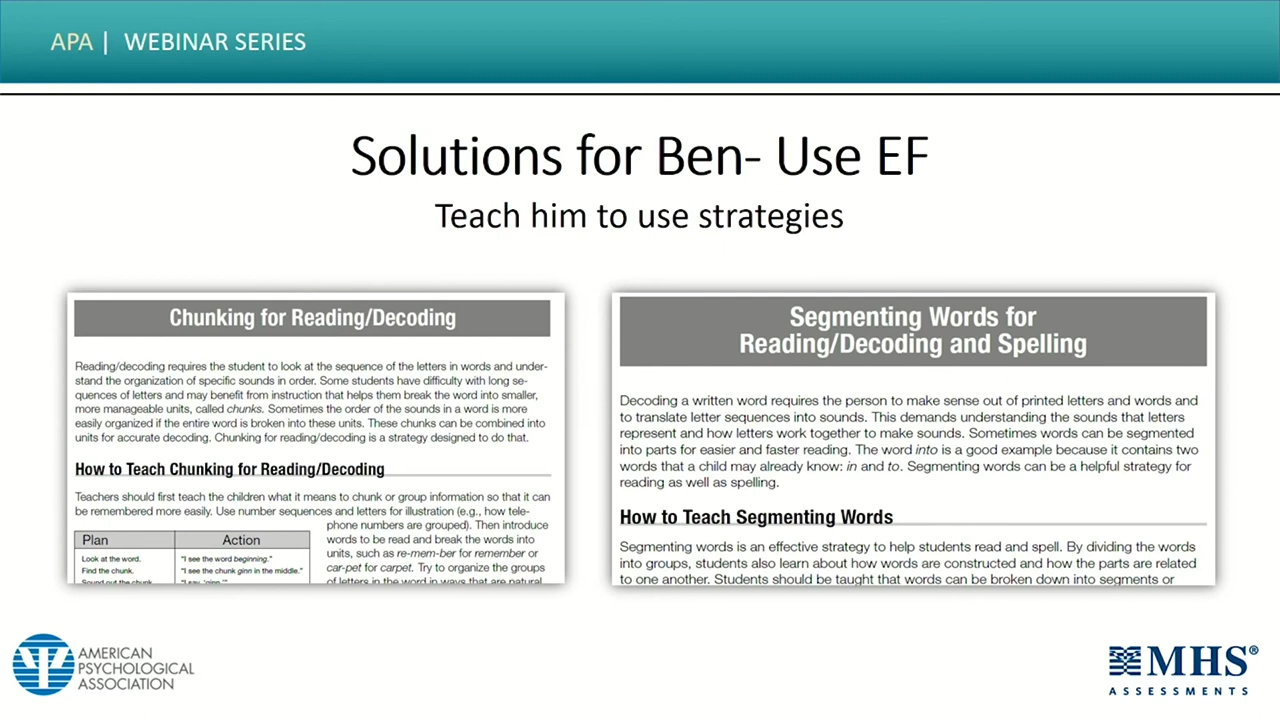 APA | WEBINAR SERIES
Solutions for Ben- Use EF
Teach him to use strategies
Chunking for Reading/Decoding
Reading/decoding requires the student to look at the sequence of the letters in words and under-
stand the organization of specific sounds in order. Some students have difficulty with long se-
quences of letters and may benefit from instruction that helps them break the word into smaller,
more manageable units, called chunks. Sometimes the order of the sounds in a word is more
easily organized if the entire word is broken into these units. These chunks can be combined into
units for accurate decoding. Chunking for reading/decoding is a strategy designed to do that.
How to Teach Chunking for Reading/Decoding
Teachers should first teach the children what it means to chunk or group information so that it can
be remembered more easily. Use number sequences and letters for illustration (e.g., how tele-
phone numbers are grouped). Then introduce
words to be read and break the words into
units, such as re-mem-ber for remember or
car-pet for carpet. Try to organize the groups
of letters in the word in ways that are natural
Plan Action
Look at the word. "I see the word beginning."
Find the chunk. "I see the chunk ginn in the middle."
Sound out the chunk. "I say, 'ginn.'"
Segmenting Words for
Reading/Decoding and Spelling
Decoding a written word requires the person to make sense out of printed letters and words and
to translate letter sequences into sounds. This demands understanding the sounds that letters
represent and how letters work together to make sounds. Sometimes words can be segmented
into parts for easier and faster reading. The word into is a good example because it contains two
words that a child may already know: in and to. Segmenting words can be a helpful strategy for
reading as well as spelling.
How to Teach Segmenting Words
Segmenting words is an effective strategy to help students read and spell. By dividing the words
into groups, students also learn about how words are constructed and how the parts are related
to one another. Students should be taught that words can be broken down into segments or
AMERICAN
PSYCHOLOGICAL
ASSOCIATION
MHS®
ASSESSMENTS